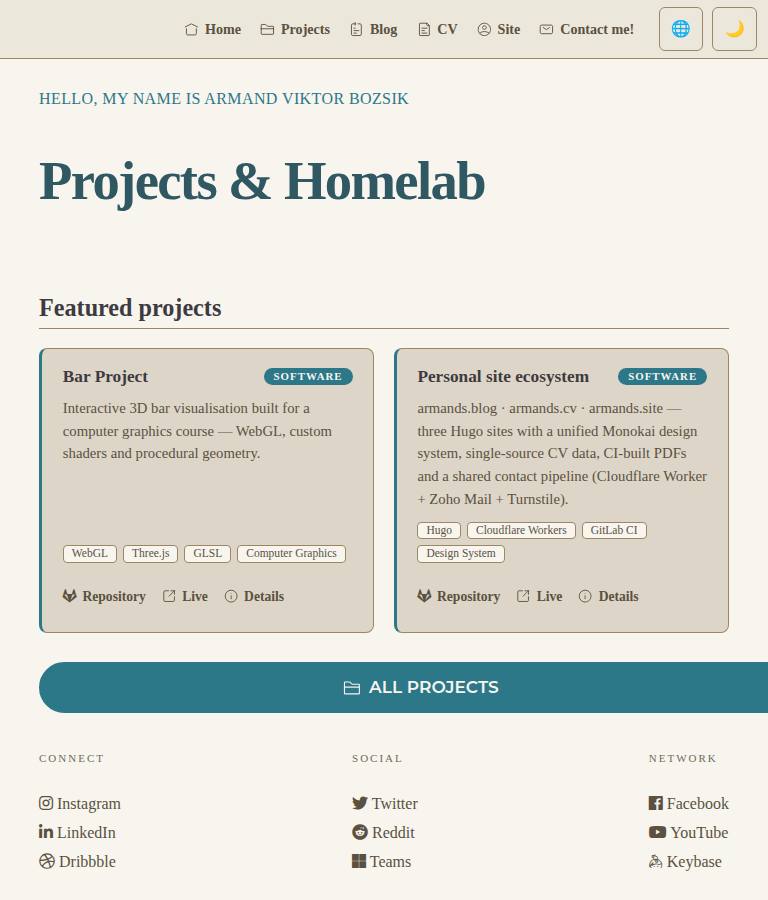 Home Projects Blog CV Site Contact me!
HELLO, MY NAME IS ARMAND VIKTOR BOZSIK
Projects & Homelab
Featured projects
Bar Project SOFTWARE
Interactive 3D bar visualisation built for a
computer graphics course — WebGL, custom
shaders and procedural geometry.
WebGL Three.js GLSL Computer Graphics
Repository Live Details
Personal site ecosystem SOFTWARE
armands.blog · armands.cv · armands.site —
three Hugo sites with a unified Monokai design
system, single-source CV data, CI-built PDFs
and a shared contact pipeline (Cloudflare Worker
+ Zoho Mail + Turnstile).
Hugo Cloudflare Workers GitLab CI
Design System
Repository Live Details
ALL PROJECTS
CONNECT
Instagram
LinkedIn
Dribbble
SOCIAL
Twitter
Reddit
Teams
NETWORK
Facebook
YouTube
Keybase